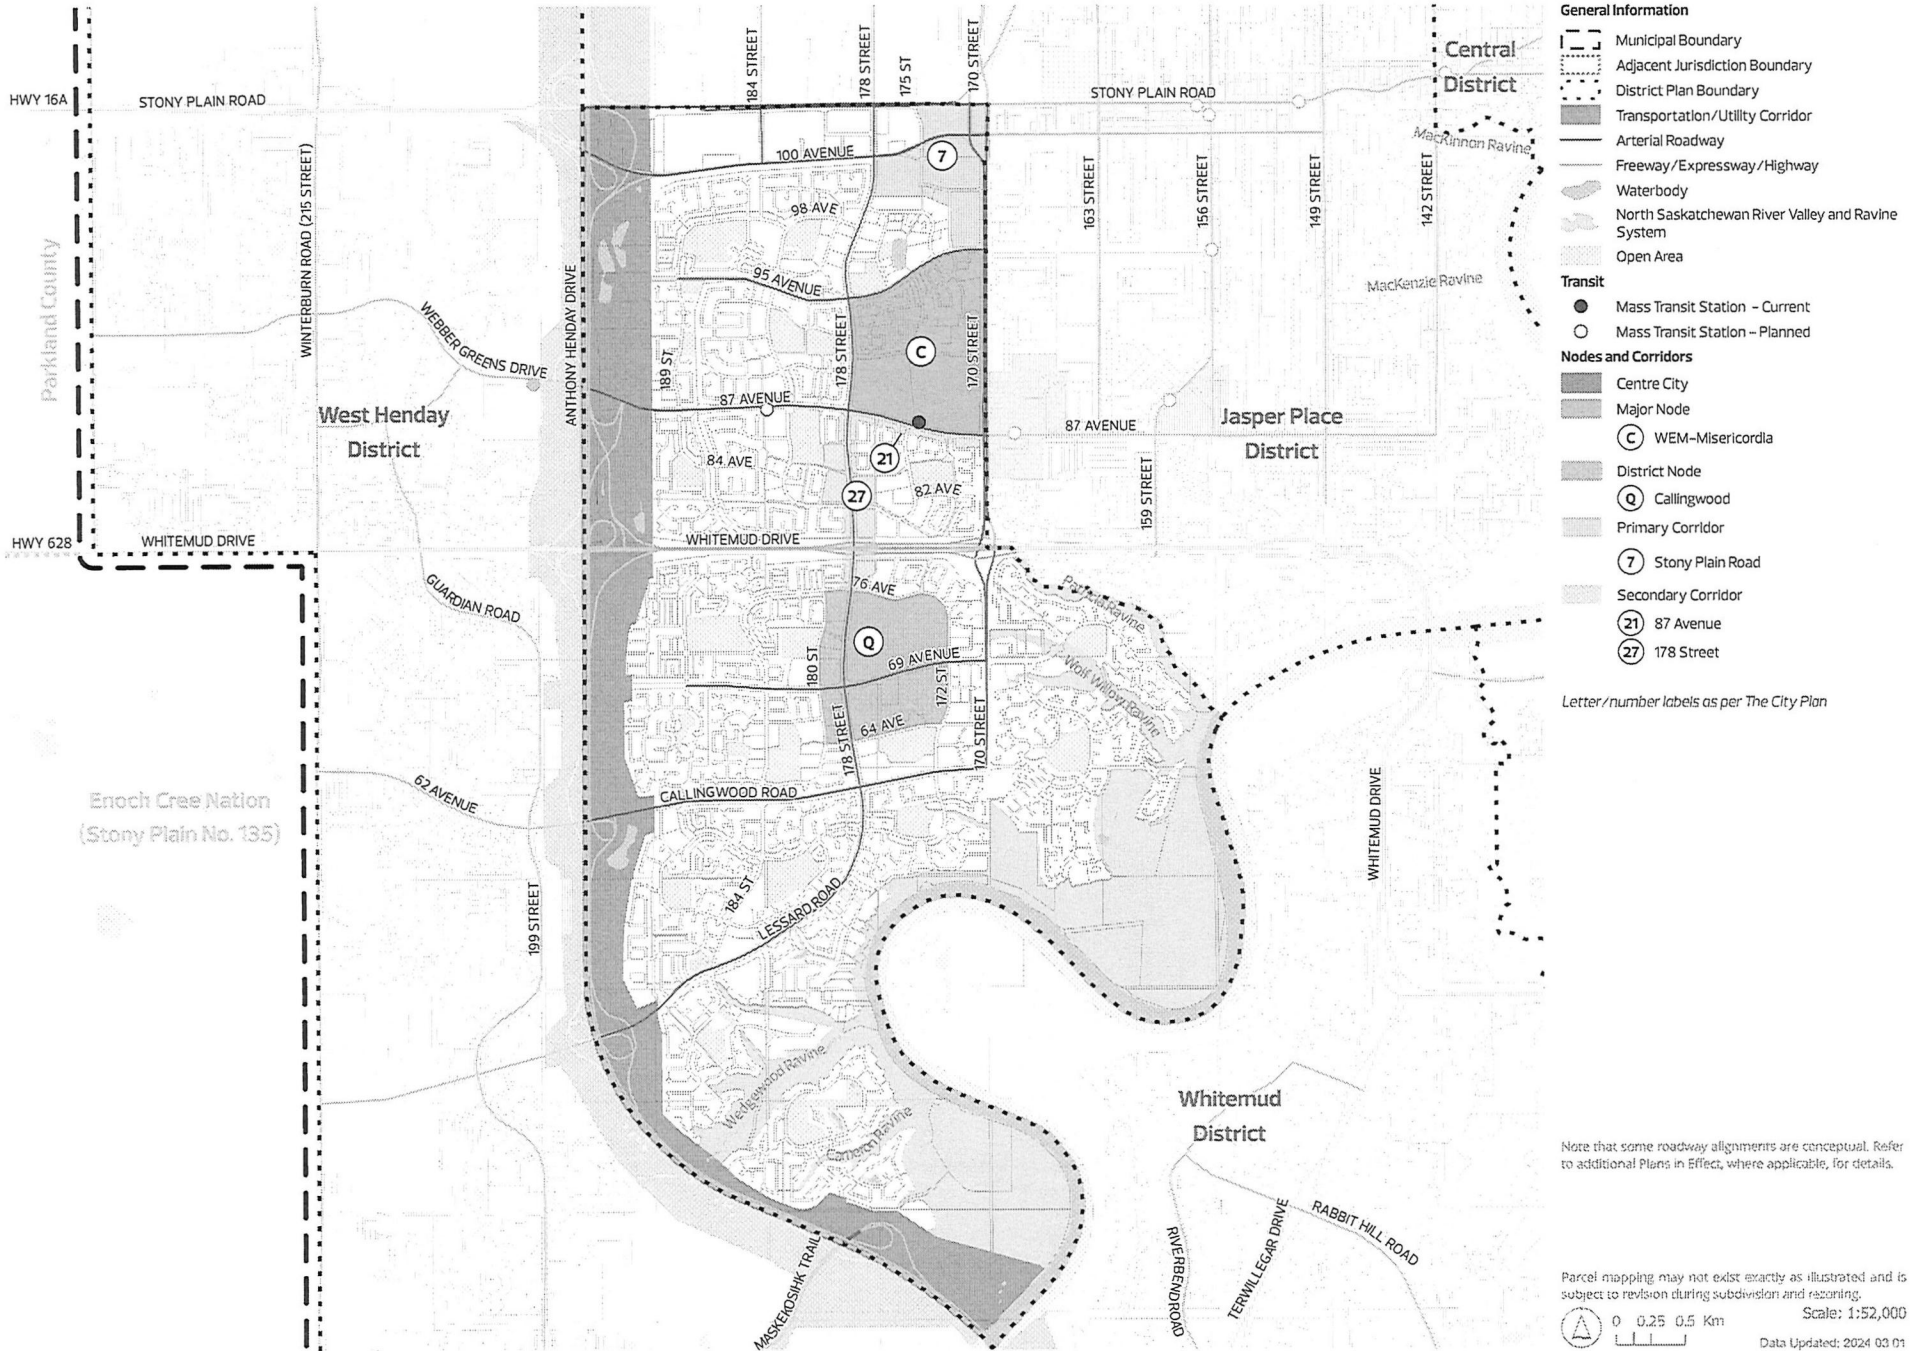 184 STREET
178 STREET
175 ST
170 STREET
HWY 16A
STONY PLAIN ROAD
STONY PLAIN ROAD
Central
District
MacKinnon Ravine
100 AVENUE
7
163 STREET
156 STREET
149 STREET
142 STREET
WINTERBURN ROAD (215 STREET)
98 AVE
Parkland County
ANTHONY HENDAY DRIVE
95 AVENUE
MacKenzie Ravine
WEBBER GREENS DRIVE
189 ST
178 STREET
C
170 STREET
87 AVENUE
West Henday
District
Jasper Place
District
87 AVENUE
84 AVE
21
27
82 AVE
159 STREET
HWY 628
WHITEMUD DRIVE
WHITEMUD DRIVE
76 AVE
Patricia Ravine
GUARDIAN ROAD
Q
180 ST
69 AVENUE
172 ST
Wolf Willow Ravine
64 AVE
178 STREET
170 STREET
62 AVENUE
CALLINGWOOD ROAD
WHITEMUD DRIVE
Enoch Cree Nation
(Stony Plain No. 135)
184 ST
LESSARD ROAD
199 STREET
Wedgewood Ravine
Cameron Ravine
Whitemud
District
MASKEKOSIHK TRAIL
RIVERBEND ROAD
TERWILLEGAR DRIVE
RABBIT HILL ROAD
General Information
Municipal Boundary
Adjacent Jurisdiction Boundary
District Plan Boundary
Transportation/Utility Corridor
Arterial Roadway
Freeway/Expressway/Highway
Waterbody
North Saskatchewan River Valley and Ravine
System
Open Area
Transit
Mass Transit Station - Current
Mass Transit Station - Planned
Nodes and Corridors
Centre City
Major Node
C WEM-Misericordia
District Node
Q Callingwood
Primary Corridor
7 Stony Plain Road
Secondary Corridor
21 87 Avenue
27 178 Street
Letter/number labels as per The City Plan
Note that some roadway alignments are conceptual. Refer
to additional Plans in Effect, where applicable, for details.
Parcel mapping may not exist exactly as illustrated and is
subject to revision during subdivision and rezoning.
0 0.25 0.5 Km
Scale: 1:52,000
Data Updated: 2024 03 01